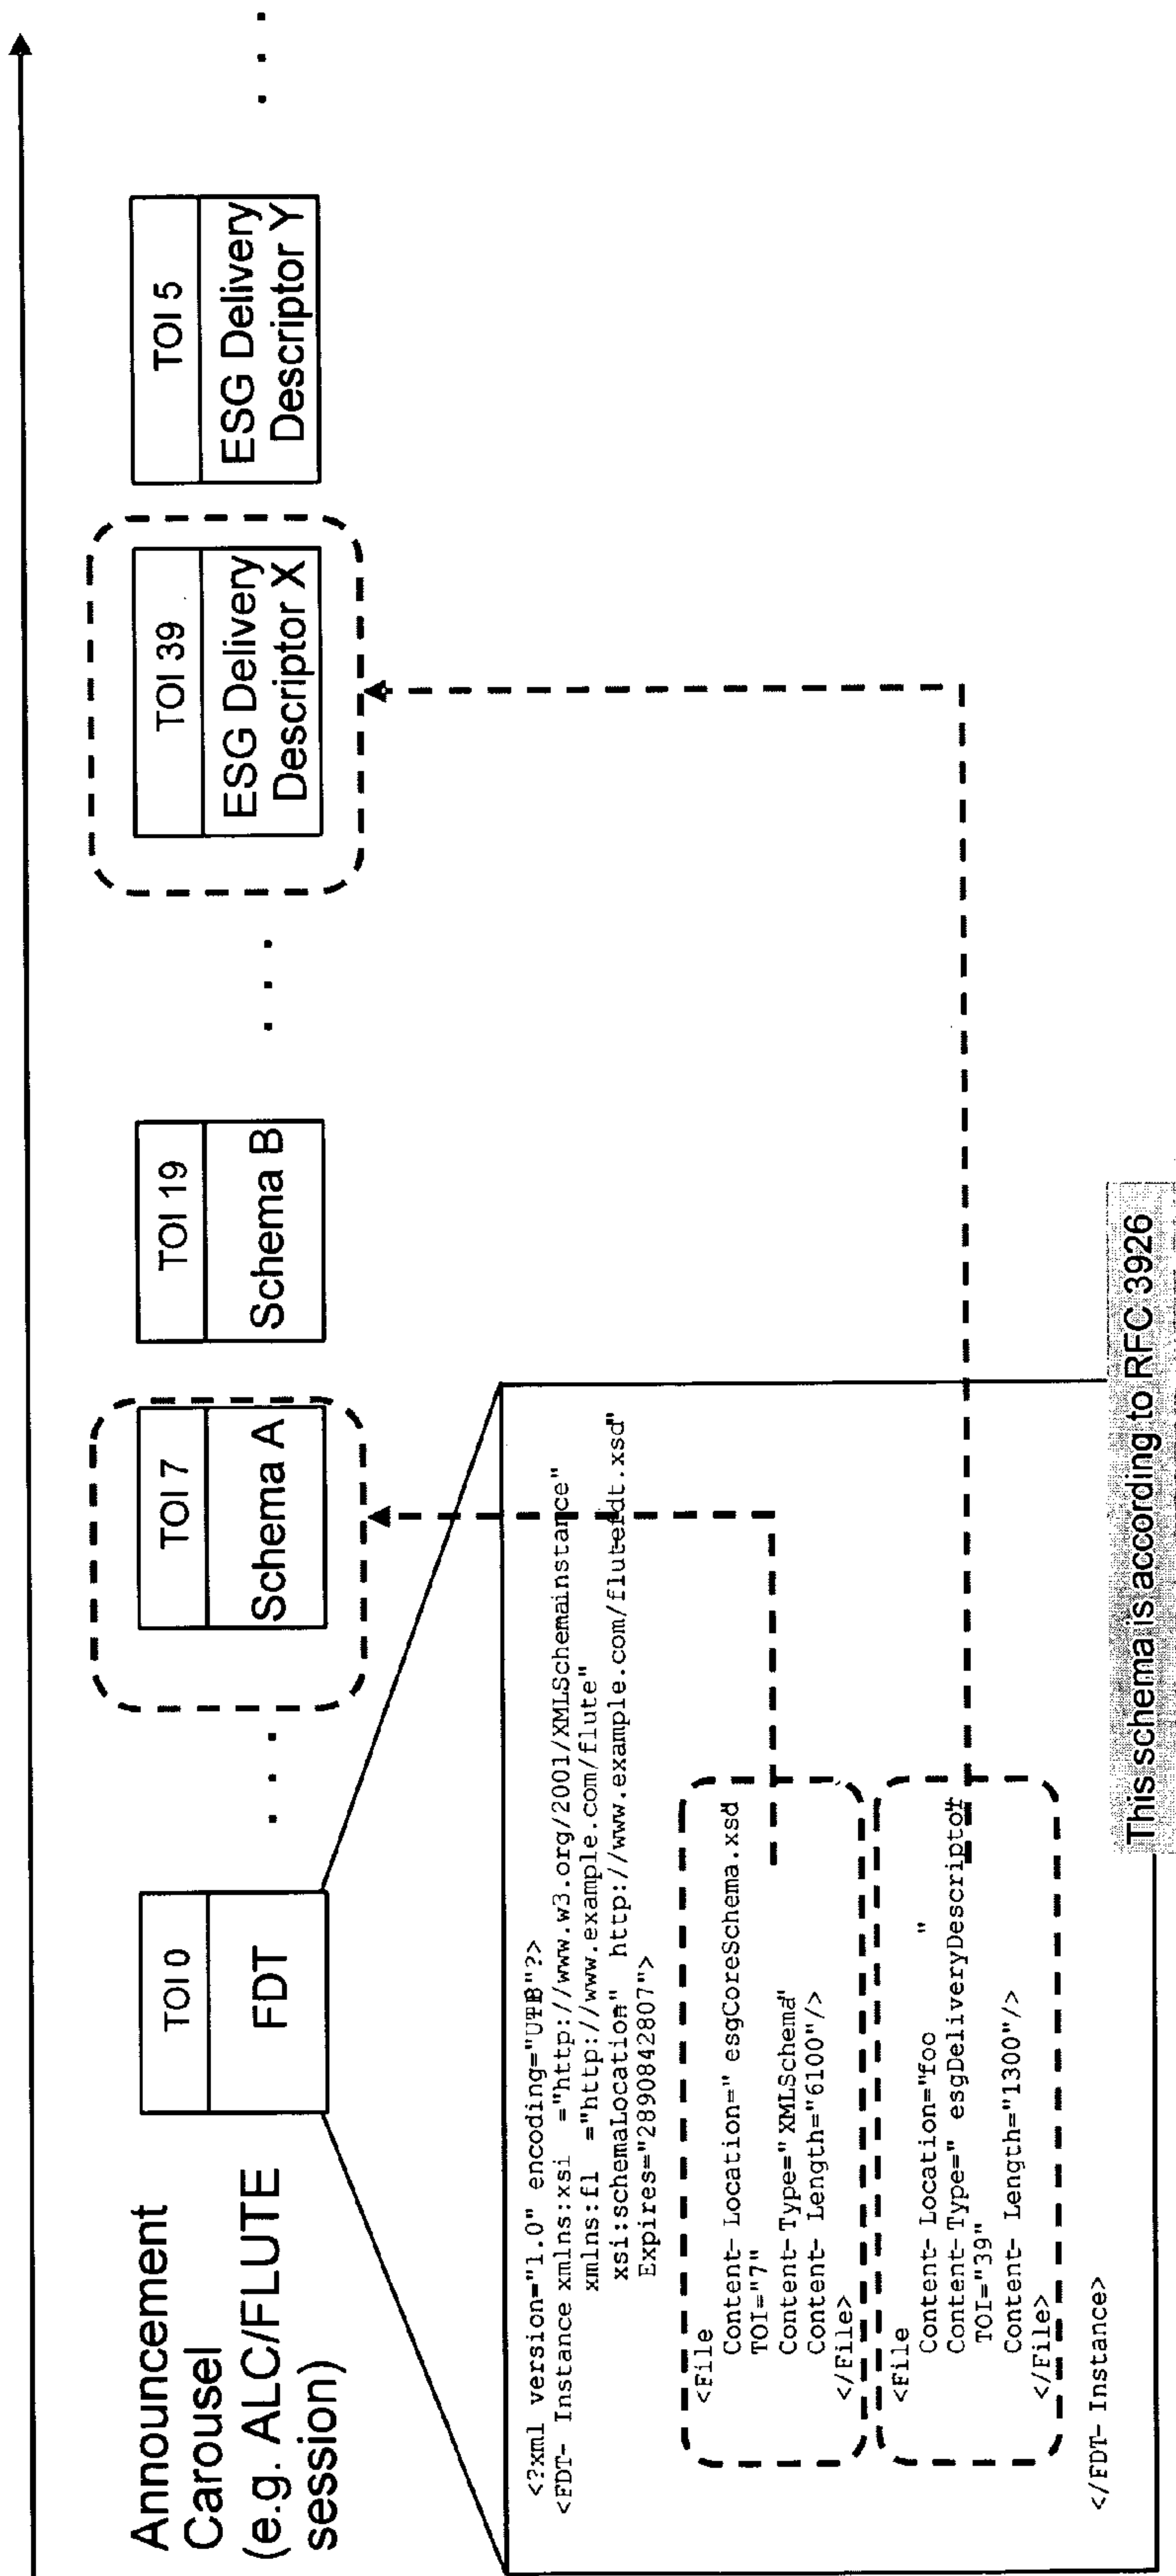 Announcement
Carousel
(e.g. ALC/FLUTE
session)
TOI 0
FDT
. . .
TOI 7
Schema A
TOI 19
Schema B
. . .
TOI 39
ESG Delivery
Descriptor X
TOI 5
ESG Delivery
Descriptor Y
. . .
<?xml version="1.0" encoding="UTF8"?>
<FDT- Instance xmlns:xsi ="http://www.w3.org/2001/XMLSchemainstance"
xmlns:fl ="http://www.example.com/flute"
xsi:schemaLocation=" http://www.example.com/flutefdt.xsd"
Expires="2890842807">
<File
Content- Location=" esgCoreSchema.xsd
TOI="7"
Content- Type=" XMLSchema"
Content- Length="6100"/>
</File>
<File
Content- Location="foo "
Content- Type=" esgDeliveryDescriptor"
TOI="39"
Content- Length="1300"/>
</File>
</FDT- Instance>
This schema is according to RFC 3926